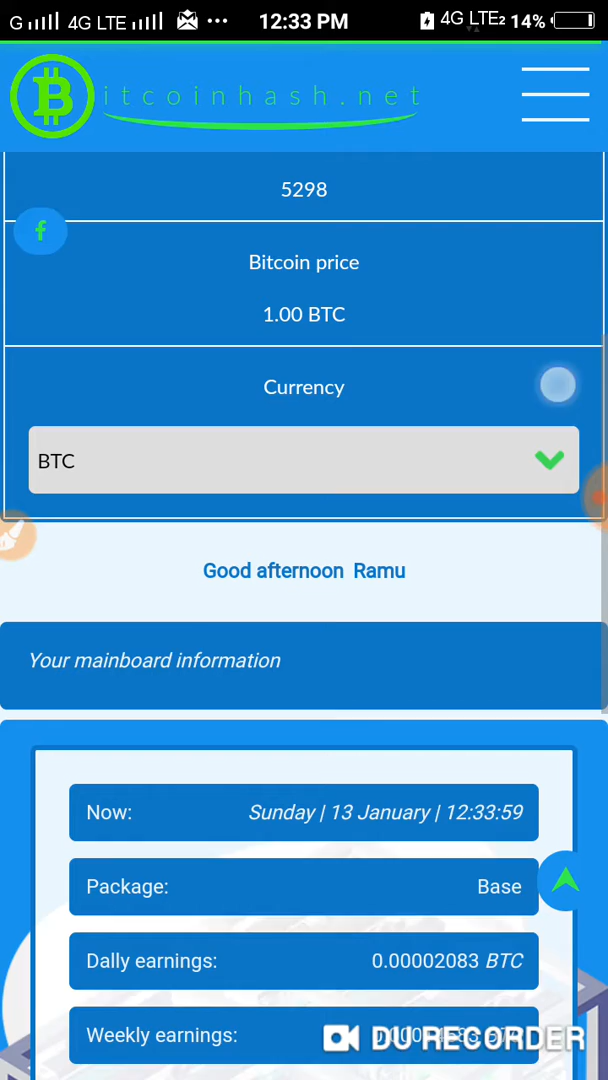 G 4G LTE 12:33 PM 4G LTE2 14%
itcoinhash.net
5298
Bitcoin price
1.00 BTC
Currency
BTC
Good afternoon Ramu
Your mainboard information
Now: Sunday | 13 January | 12:33:59
Package: Base
Dally earnings: 0.00002083 BTC
Weekly earnings:
DU RECORDER